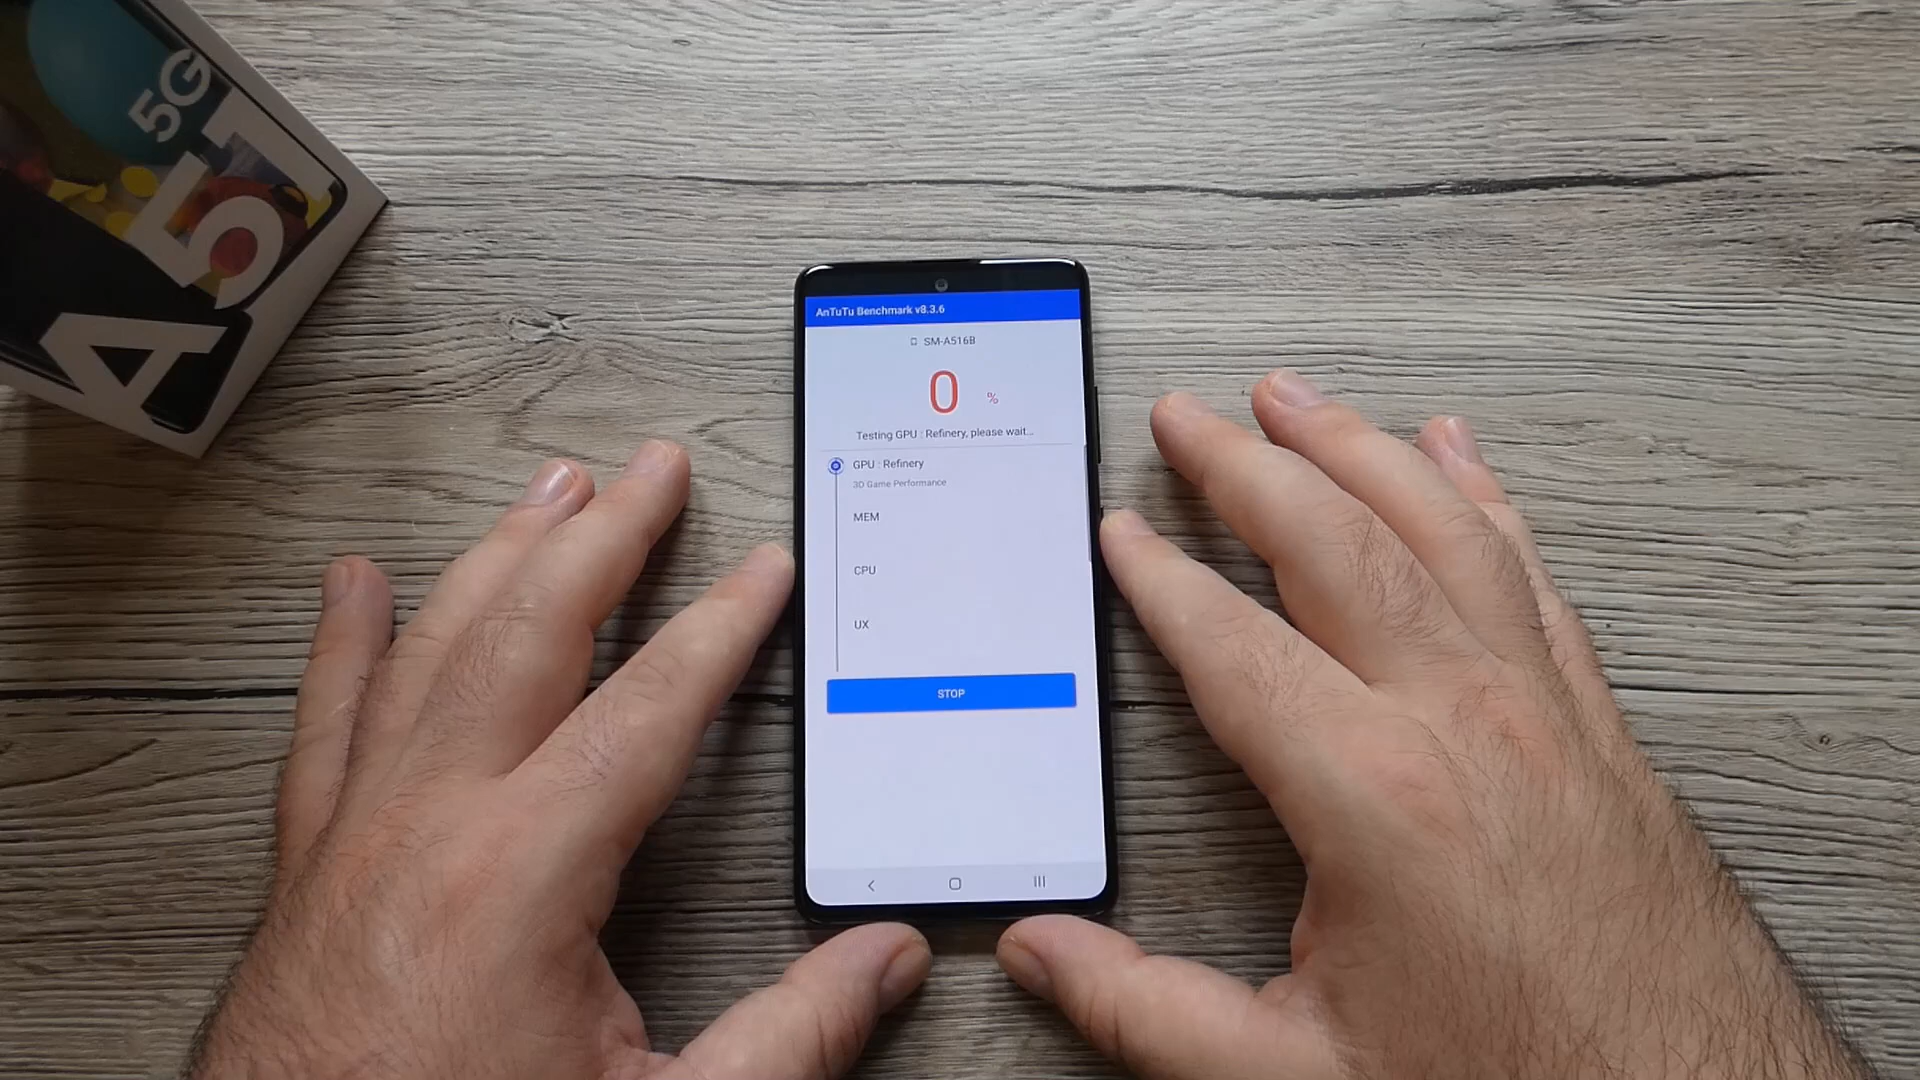 A51
5G
AnTuTu Benchmark v8.3.6
SM-A516B
0 %
Testing GPU : Refinery, please wait...
GPU : Refinery
3D Game Performance
MEM
CPU
UX
STOP